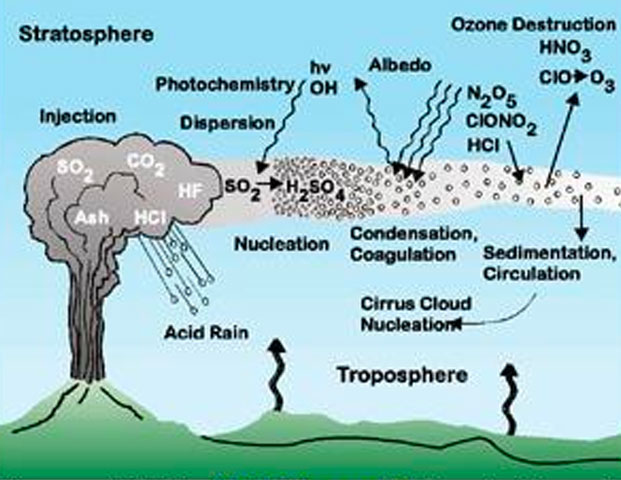 Stratosphere
Ozone Destruction
HNO3
ClO O3
hν
OH
Albedo
Photochemistry
N2O5
ClONO2
HCl
Injection
Dispersion
SO2
CO2
HF
Ash
HCl
SO2 H2SO4
Nucleation
Condensation,
Coagulation
Sedimentation,
Circulation
Cirrus Cloud
Nucleation
Acid Rain
Troposphere